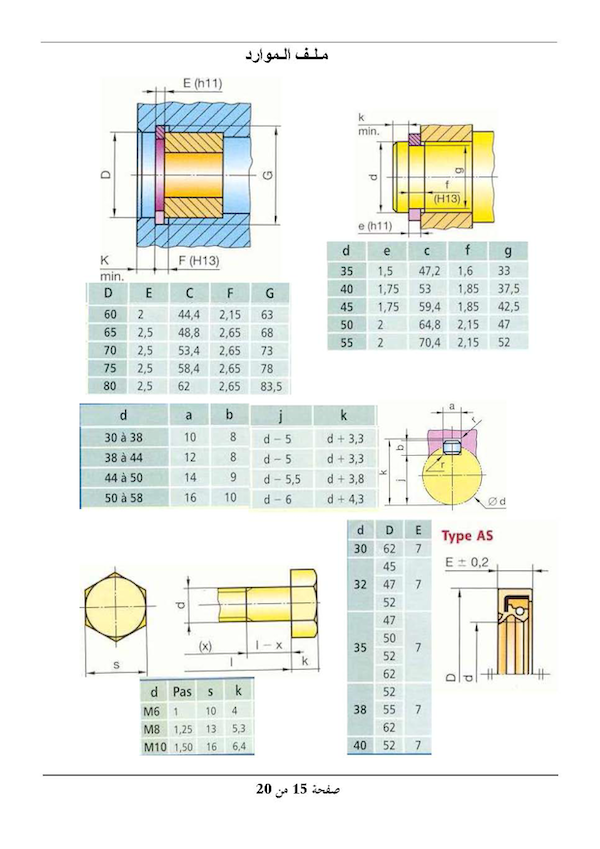 ملف الموارد
E (h11)
D
G
K
min.
F (H13)
D E C F G
60 2 44,4 2,15 63
65 2,5 48,8 2,65 68
70 2,5 53,4 2,65 73
75 2,5 58,4 2,65 78
80 2,5 62 2,65 83,5
k
min.
d
g
f
(H13)
e (h11)
d e c f g
35 1,5 47,2 1,6 33
40 1,75 53 1,85 37,5
45 1,75 59,4 1,85 42,5
50 2 64,8 2,15 47
55 2 70,4 2,15 52
d a b j k
30 à 38 10 8 d – 5 d + 3,3
38 à 44 12 8 d – 5 d + 3,3
44 à 50 14 9 d – 5,5 d + 3,8
50 à 58 16 10 d – 6 d + 4,3
a
r
b
k
j
r
Ø d
s
d
(x)
l – x
l
k
d Pas s k
M6 1 10 4
M8 1,25 13 5,3
M10 1,50 16 6,4
d D E
30 62 7
45
32 47 7
52
47
50
35 7
52
62
52
38 55 7
62
40 52 7
Type AS
E ± 0,2
D
d
صفحة 15 من 20